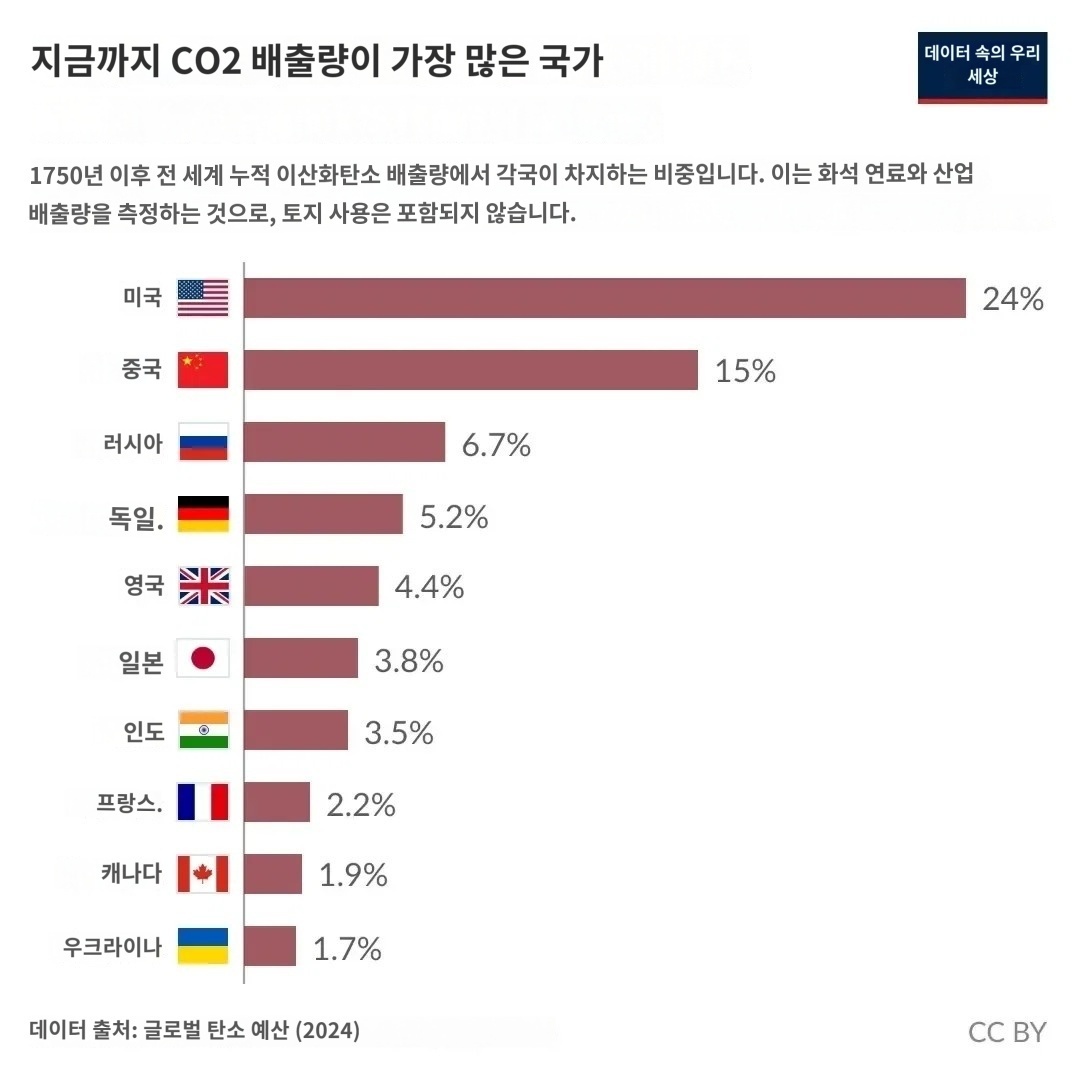 지금까지 CO2 배출량이 가장 많은 국가
데이터 속의 우리
세상
1750년 이후 전 세계 누적 이산화탄소 배출량에서 각국이 차지하는 비중입니다. 이는 화석 연료와 산업
배출량을 측정하는 것으로, 토지 사용은 포함되지 않습니다.
미국 24%
중국 15%
러시아 6.7%
독일. 5.2%
영국 4.4%
일본 3.8%
인도 3.5%
프랑스. 2.2%
캐나다 1.9%
우크라이나 1.7%
데이터 출처: 글로벌 탄소 예산 (2024)
CC BY